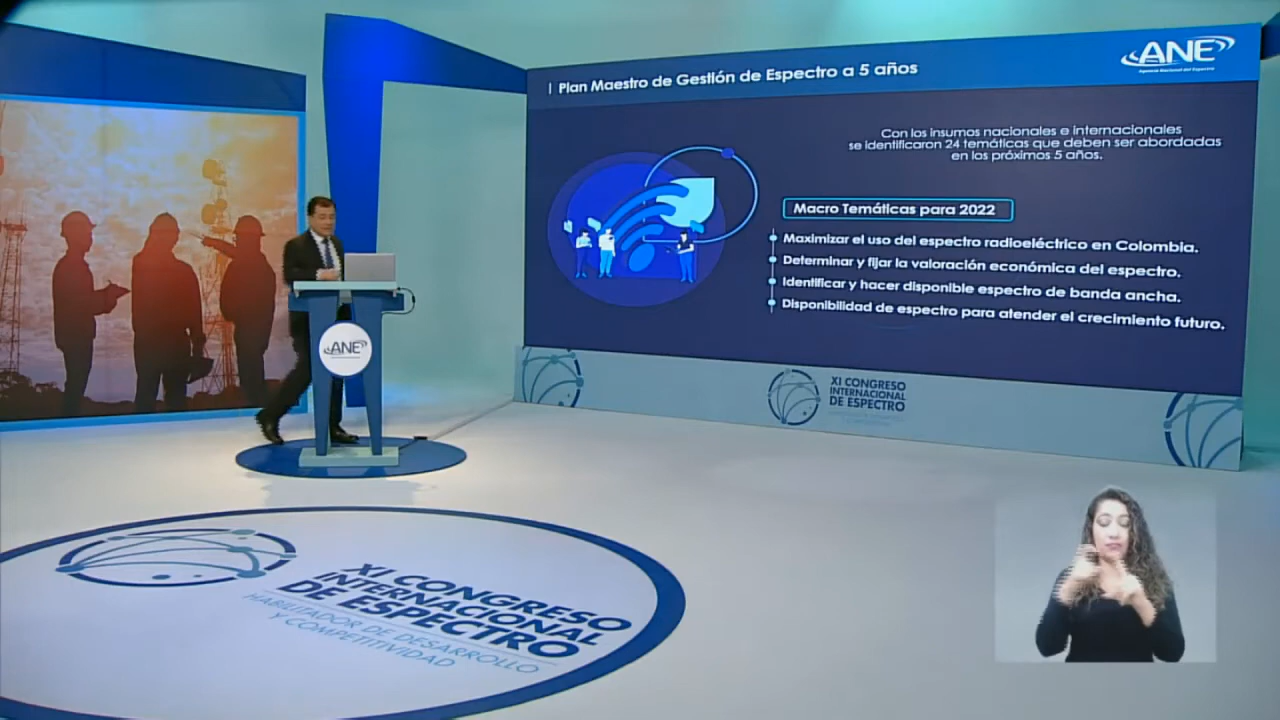 | Plan Maestro de Gestión de Espectro a 5 años
ANE
Agencia Nacional del Espectro
Con los insumos nacionales e internacionales
se identificaron 24 temáticas que deben ser abordadas
en los próximos 5 años.
Macro Temáticas para 2022
Maximizar el uso del espectro radioeléctrico en Colombia.
Determinar y fijar la valoración económica del espectro.
Identificar y hacer disponible espectro de banda ancha.
Disponibilidad de espectro para atender el crecimiento futuro.
ANE
XI CONGRESO
INTERNACIONAL
DE ESPECTRO
XI CONGRESO
INTERNACIONAL
DE ESPECTRO
HABILITADOR DE DESARROLLO
Y COMPETITIVIDAD